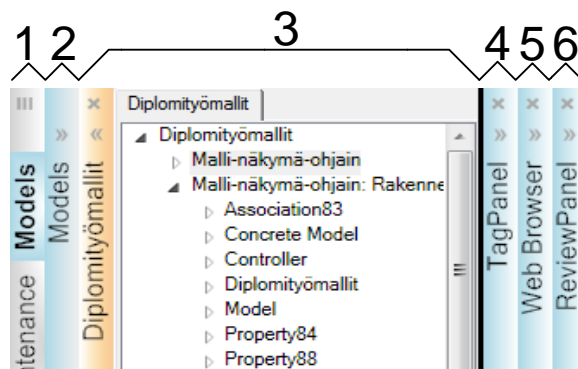 1 2 3 4 5 6
Models
tenance
Models
Diplomityömallit
Diplomityömallit
Diplomityömallit
Malli-näkymä-ohjain
Malli-näkymä-ohjain: Rakenne
Association83
Concrete Model
Controller
Diplomityömallit
Model
Property84
Property88
TagPanel
Web Browser
ReviewPanel